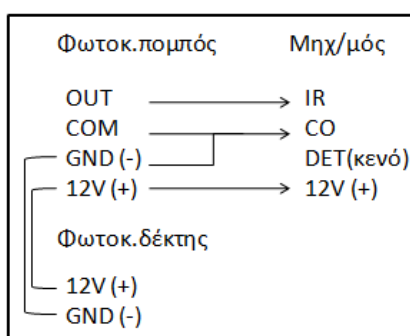 Φωτοκ.πομπός Μηχ/μός
OUT IR
COM CO
GND (-) DET(κενό)
12V (+) 12V (+)
Φωτοκ.δέκτης
12V (+)
GND (-)